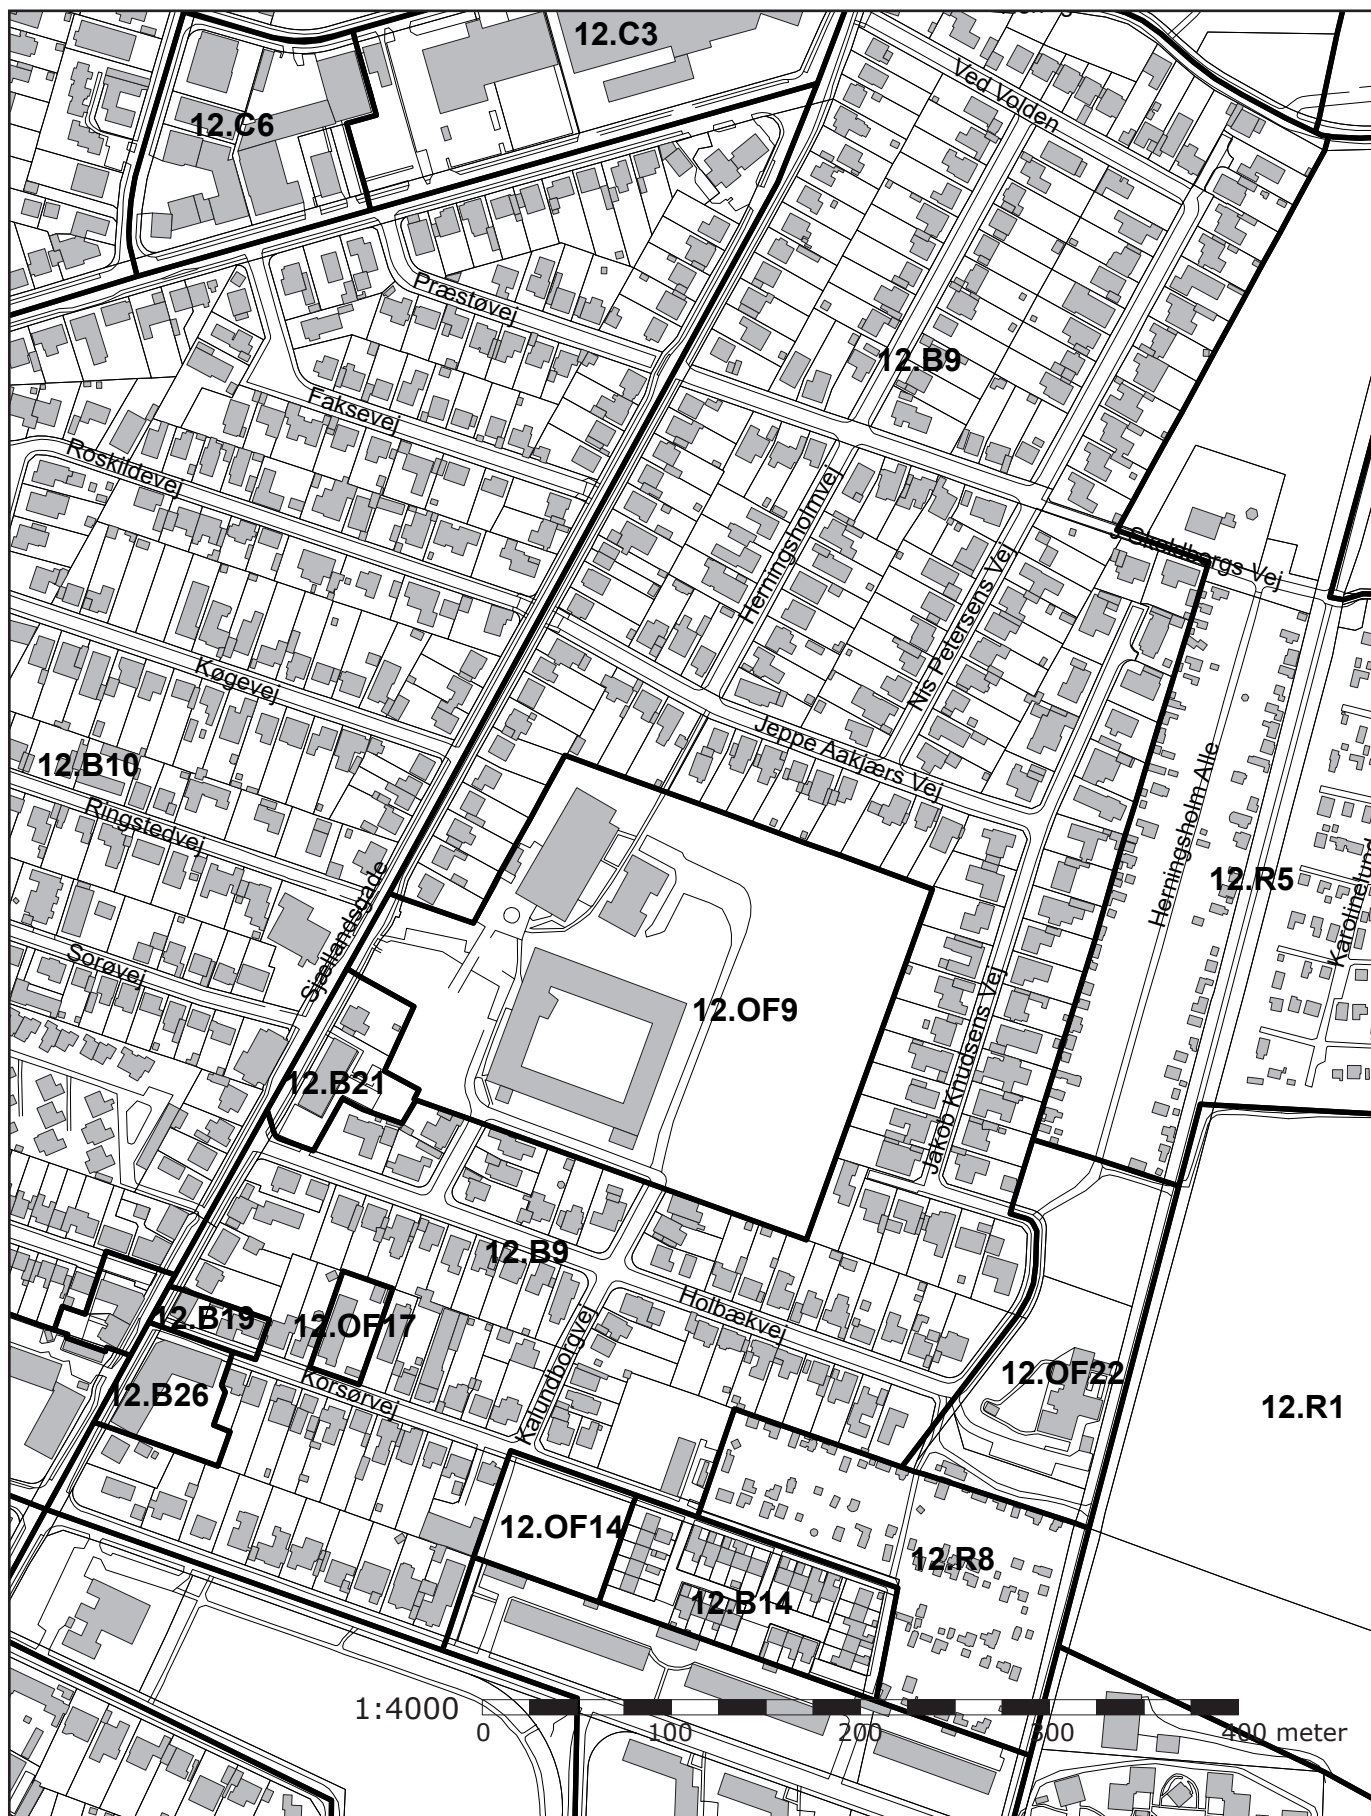 12.C3
Ved Volden
12.C6
Præstøvej
12.B9
Faksevej
Roskildevej
Herningsholmvej
Skoldborgs Vej
Nis Petersens Vej
Køgevej
Jeppe Aakjærs Vej
12.B10
Ringstedvej
Herningsholm Alle
12.R5
Karolinelund
Sjællandsgade
Sorøvej
12.OF9
Jakob Knudsens Vej
12.B21
12.B9
12.B19
12.OF17
Holbækvej
Kalundborgvej
12.OF22
12.B26
Korsørvej
12.R1
12.OF14
12.R8
12.B14
1:4000
0 100 200 300 400 meter